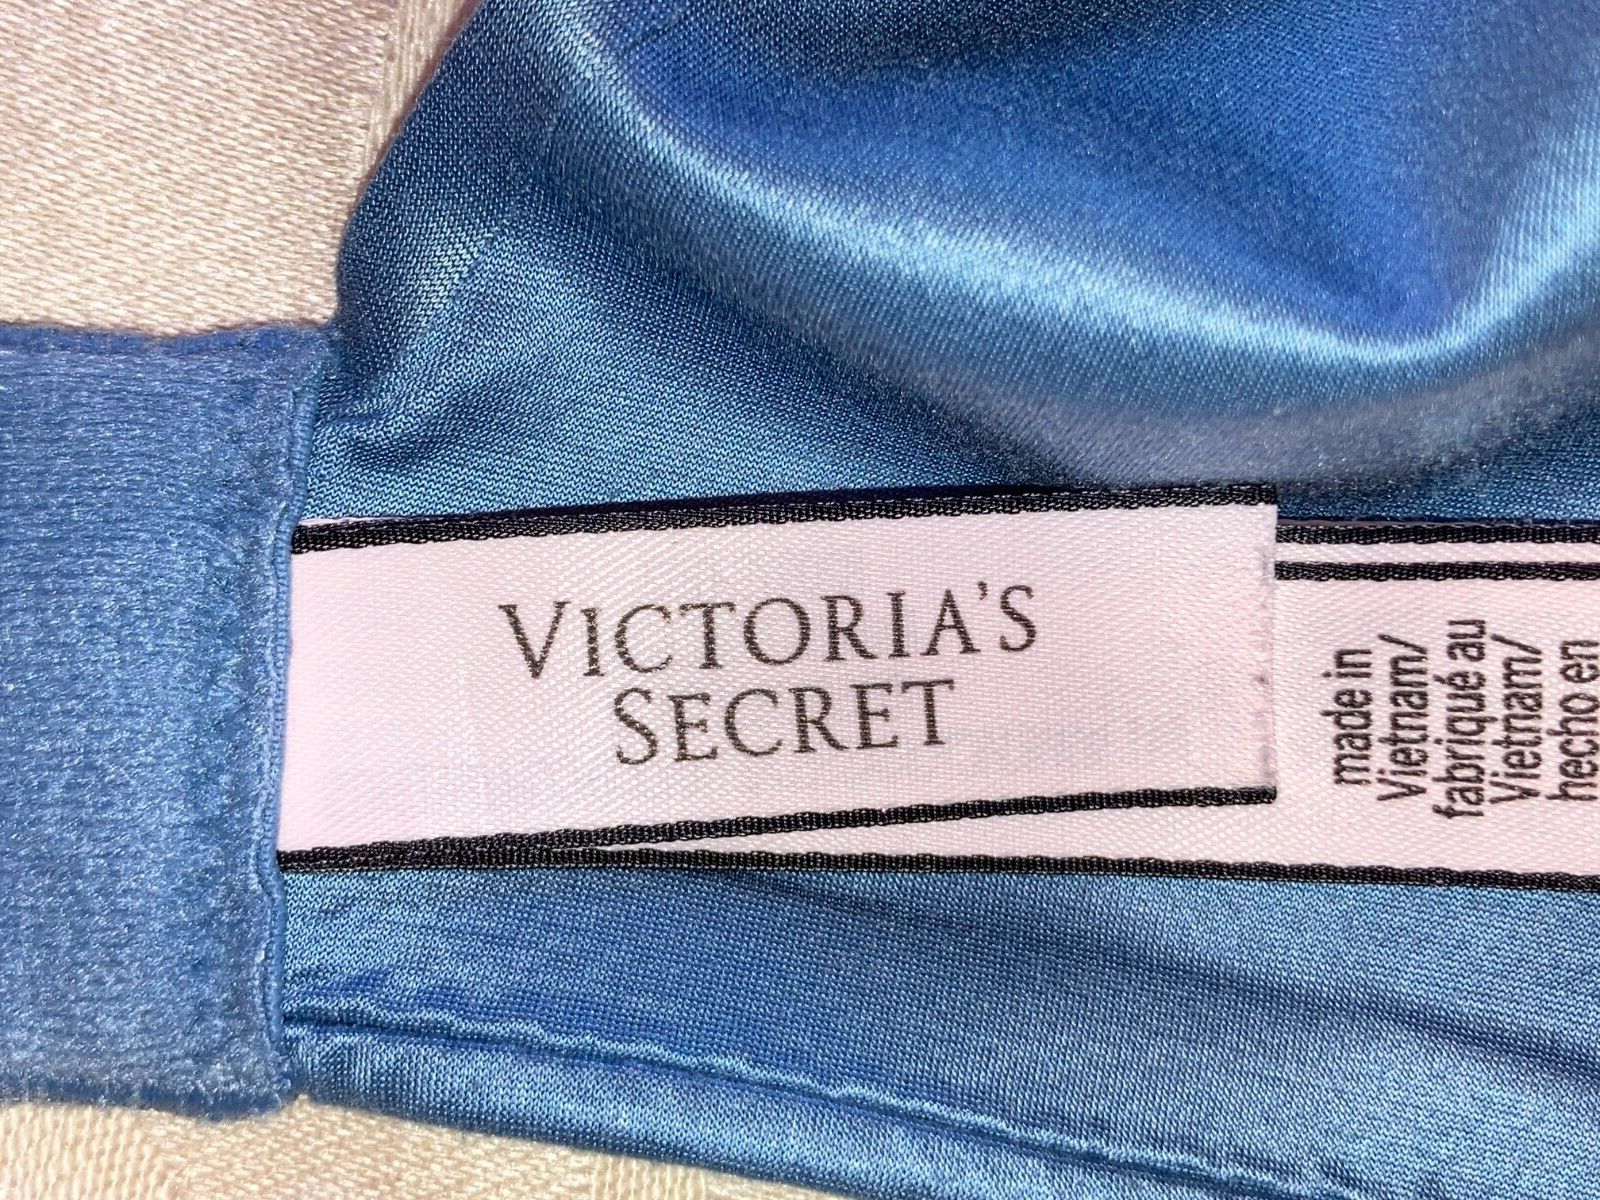 VICTORIA'S
SECRET
made in
Vietnam/
fabriqué au
Vietnam/
hecho en